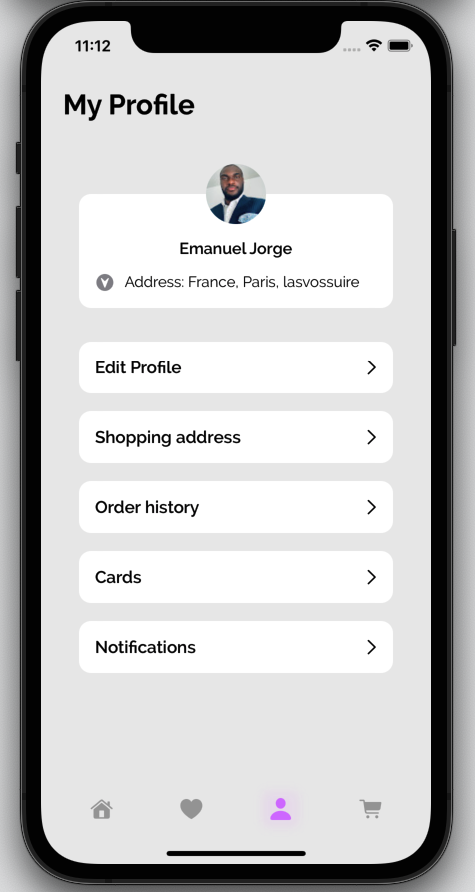 11:12
My Profile
Emanuel Jorge
Address: France, Paris, lasvossuire
Edit Profile
Shopping address
Order history
Cards
Notifications